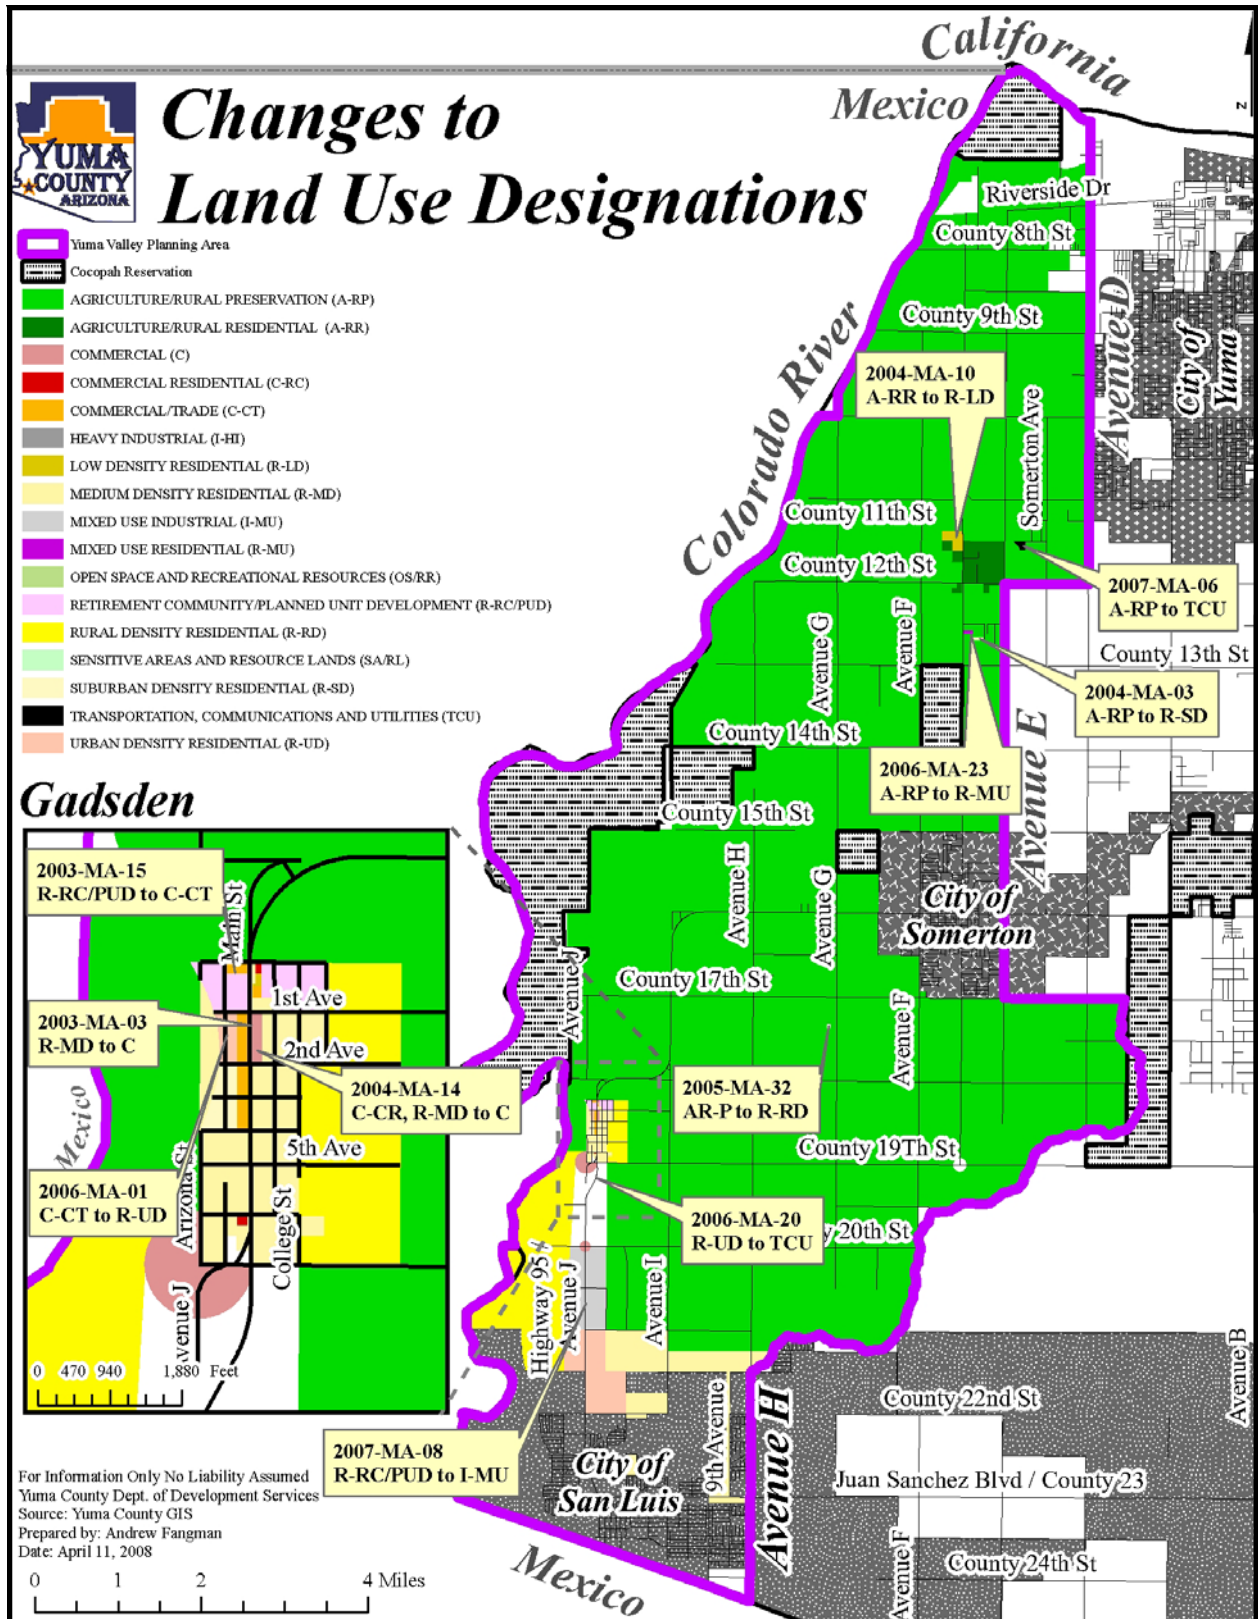 California
Mexico
Changes to
Land Use Designations
YUMA
COUNTY
ARIZONA
z
Yuma Valley Planning Area
Cocopah Reservation
AGRICULTURE/RURAL PRESERVATION (A-RP)
AGRICULTURE/RURAL RESIDENTIAL (A-RR)
COMMERCIAL (C)
COMMERCIAL RESIDENTIAL (C-RC)
COMMERCIAL/TRADE (C-CT)
HEAVY INDUSTRIAL (I-HI)
LOW DENSITY RESIDENTIAL (R-LD)
MEDIUM DENSITY RESIDENTIAL (R-MD)
MIXED USE INDUSTRIAL (I-MU)
MIXED USE RESIDENTIAL (R-MU)
OPEN SPACE AND RECREATIONAL RESOURCES (OS/RR)
RETIREMENT COMMUNITY/PLANNED UNIT DEVELOPMENT (R-RC/PUD)
RURAL DENSITY RESIDENTIAL (R-RD)
SENSITIVE AREAS AND RESOURCE LANDS (SA/RL)
SUBURBAN DENSITY RESIDENTIAL (R-SD)
TRANSPORTATION, COMMUNICATIONS AND UTILITIES (TCU)
URBAN DENSITY RESIDENTIAL (R-UD)
Riverside Dr
County 8th St
County 9th St
Avenue D
City of
Yuma
Colorado River
2004-MA-10
A-RR to R-LD
Somerton Ave
County 11th St
County 12th St
2007-MA-06
A-RP to TCU
Avenue G
Avenue F
County 13th St
2004-MA-03
A-RP to R-SD
Avenue E
County 14th St
2006-MA-23
A-RP to R-MU
County 15th St
Avenue H
Avenue G
City of
Somerton
Avenue J
County 17th St
Avenue F
2005-MA-32
AR-P to R-RD
County 19Th St
2006-MA-20
R-UD to TCU
y 20th St
Highway 95
Avenue J
Avenue I
Gadsden
2003-MA-15
R-RC/PUD to C-CT
Main St
1st Ave
2003-MA-03
R-MD to C
2nd Ave
2004-MA-14
C-CR, R-MD to C
Mexico
5th Ave
2006-MA-01
C-CT to R-UD
Arizona St
College St
Avenue J
0 470 940 1,880 Feet
2007-MA-08
R-RC/PUD to I-MU
City of
San Luis
9th Avenue
Avenue H
County 22nd St
Avenue B
Juan Sanchez Blvd / County 23
Avenue F
County 24th St
Mexico
For Information Only No Liability Assumed
Yuma County Dept. of Development Services
Source: Yuma County GIS
Prepared by: Andrew Fangman
Date: April 11, 2008
0 1 2 4 Miles